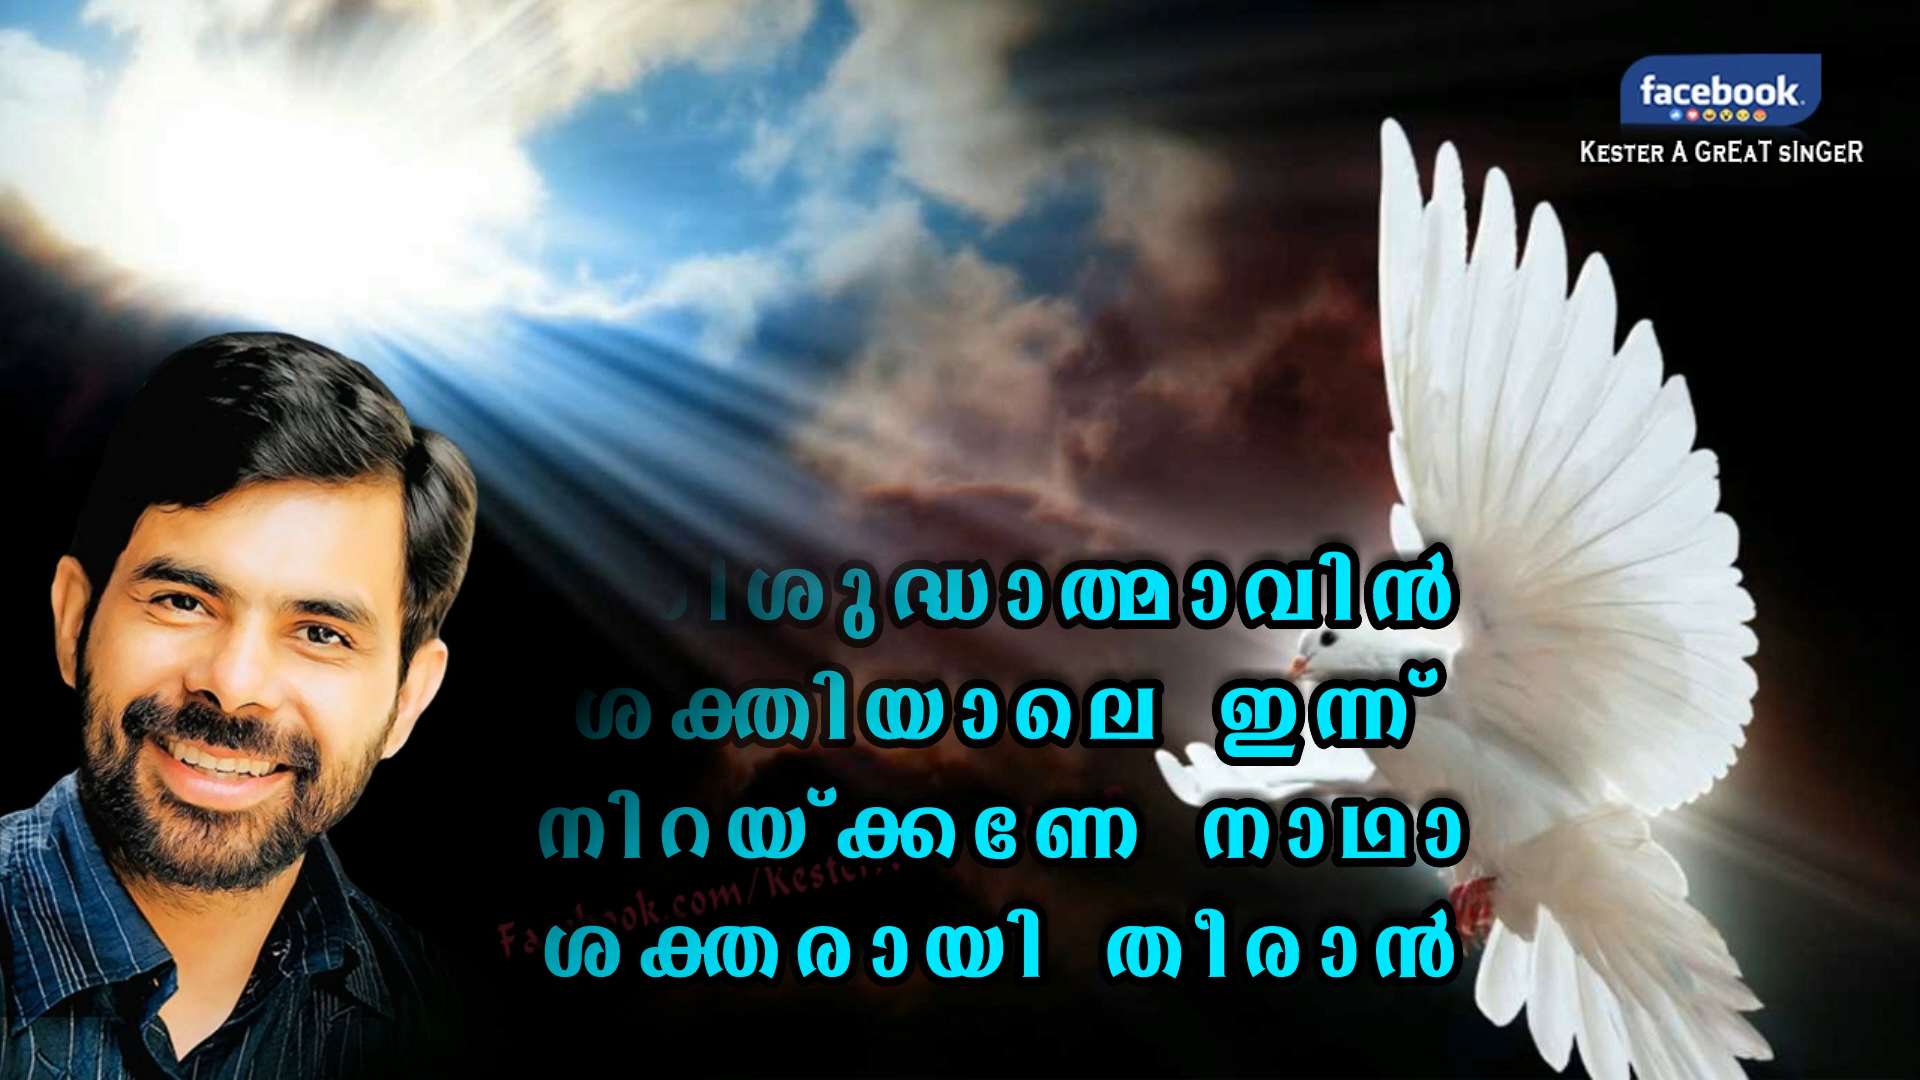 facebook.
KESTER A GrEaT sInGeR
ശക്തിയാലെ ഇന്ന്
നിറയ്ക്കണേ നാഥാ
ശക്തരായി തീരാൻ